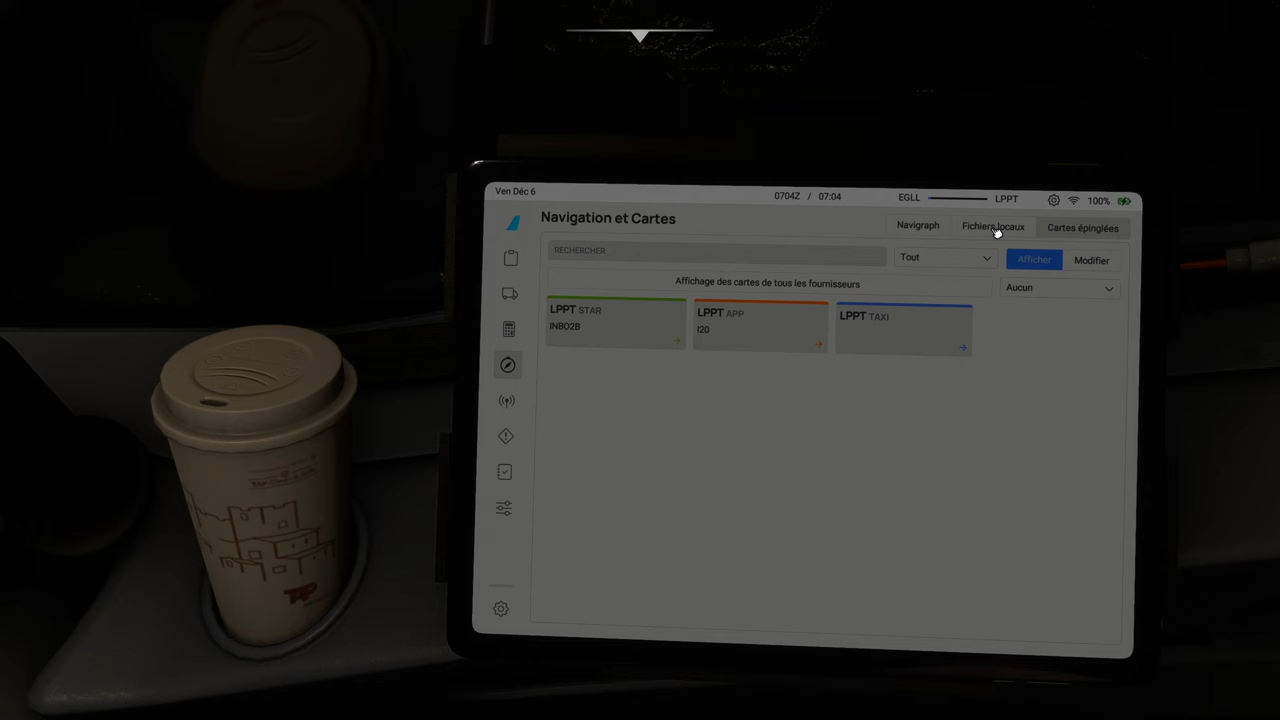 Ven Déc 6
0704Z / 07:04
EGLL
LPPT
100%
Navigation et Cartes
Navigraph
Fichiers locaux
Cartes épinglées
RECHERCHER
Tout
Afficher
Modifier
Affichage des cartes de tous les fournisseurs
Aucun
LPPT STAR
INBO2B
LPPT APP
I20
LPPT TAXI
TAP